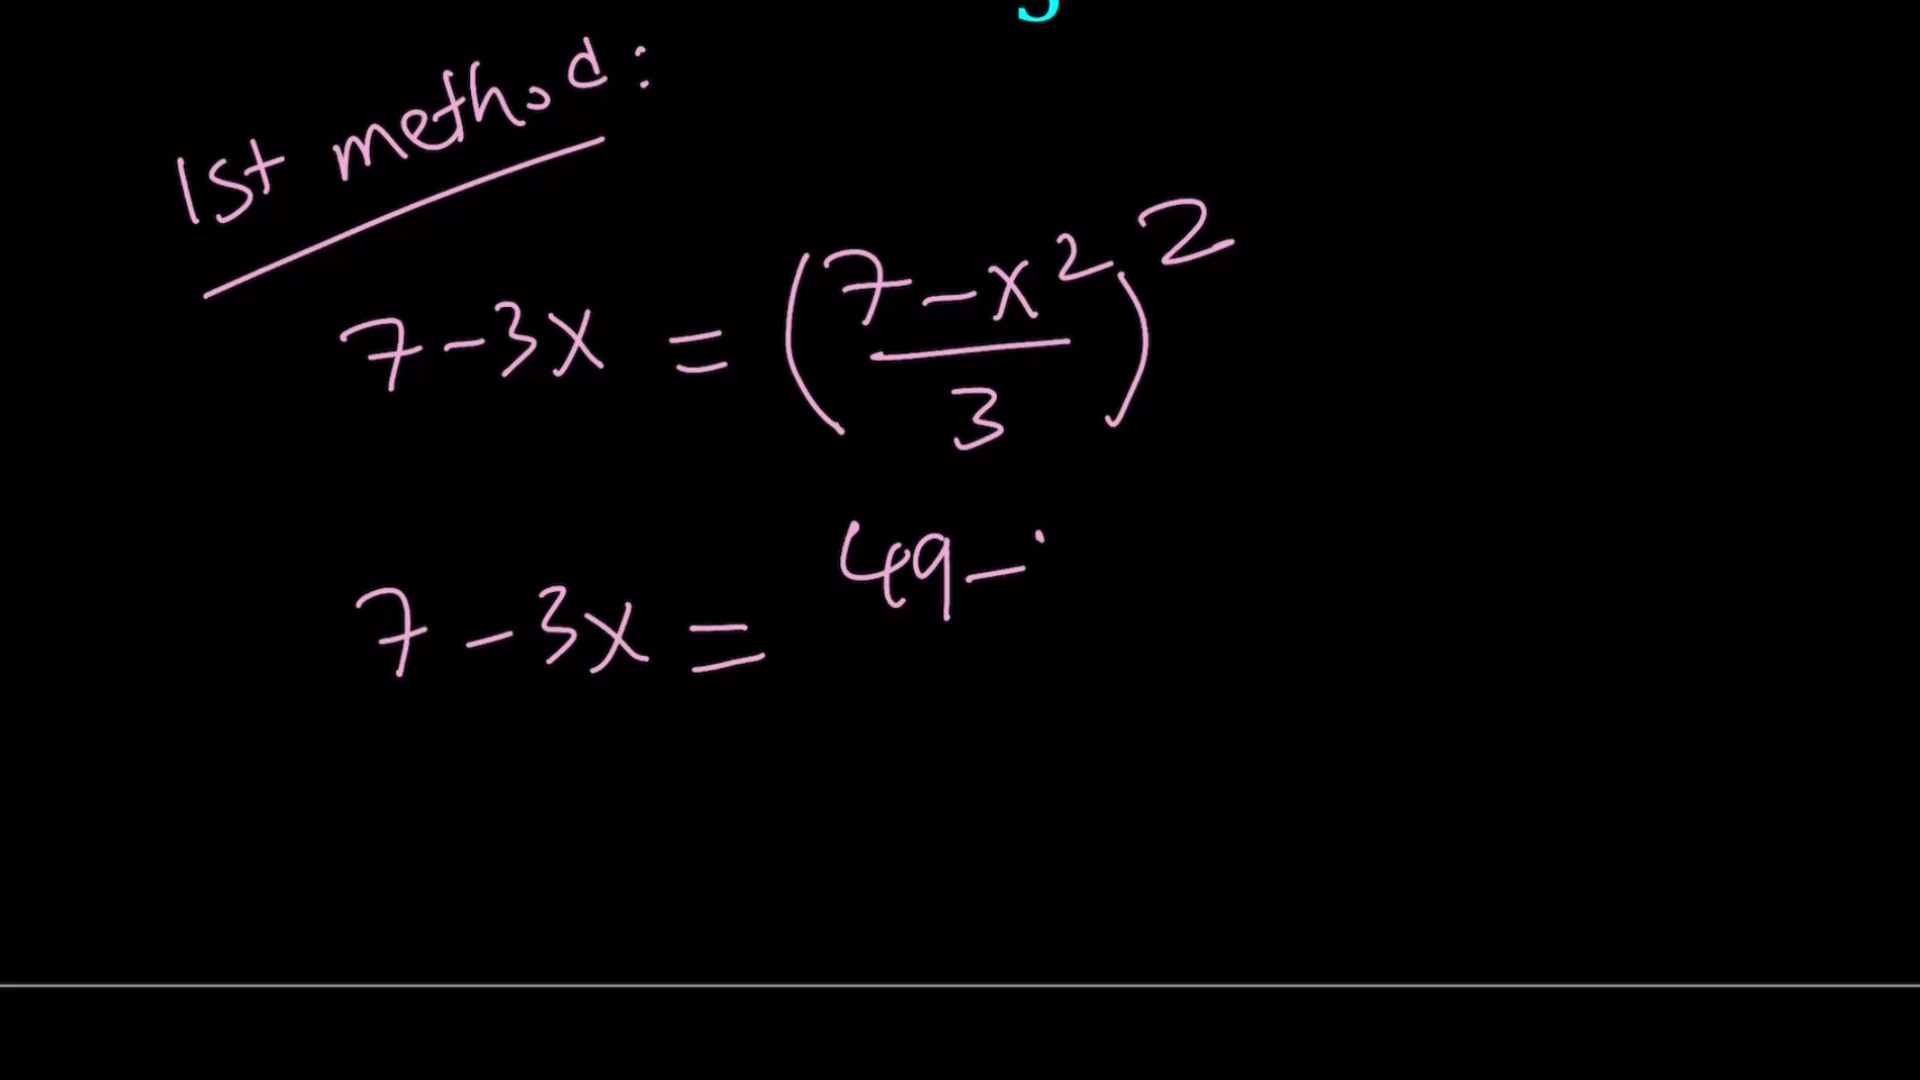 1st method:
7-3x = (7-x²/3)²
7-3x = 49-